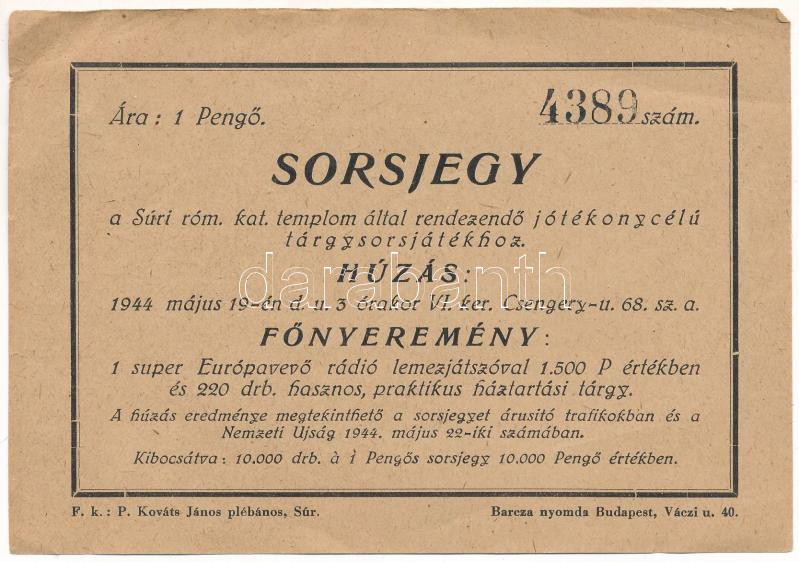 Ára : 1 Pengő.
4389 szám.
SORSJEGY
a Súri róm. kat. templom által rendezendő jótékonycélú
tárgysorsjátékhoz.
HÚZÁS:
1944 május 19-én d. u. 3 órakor VI. ker. Csengery-u. 68. sz. a.
FŐNYEREMÉNY:
1 super Európavevő rádió lemezjátszóval 1.500 P értékben
és 220 drb. hasznos, praktikus háztartási tárgy.
A húzás eredménye megtekinthető a sorsjegyet árusitó trafikokban és a
Nemzeti Ujság 1944. május 22-iki számában.
Kibocsátva : 10.000 drb. à 1 Pengős sorsjegy 10.000 Pengő értékben.
F. k. : P. Kováts János plébános, Súr.
Barcza nyomda Budapest, Váczi u. 40.
darabanth